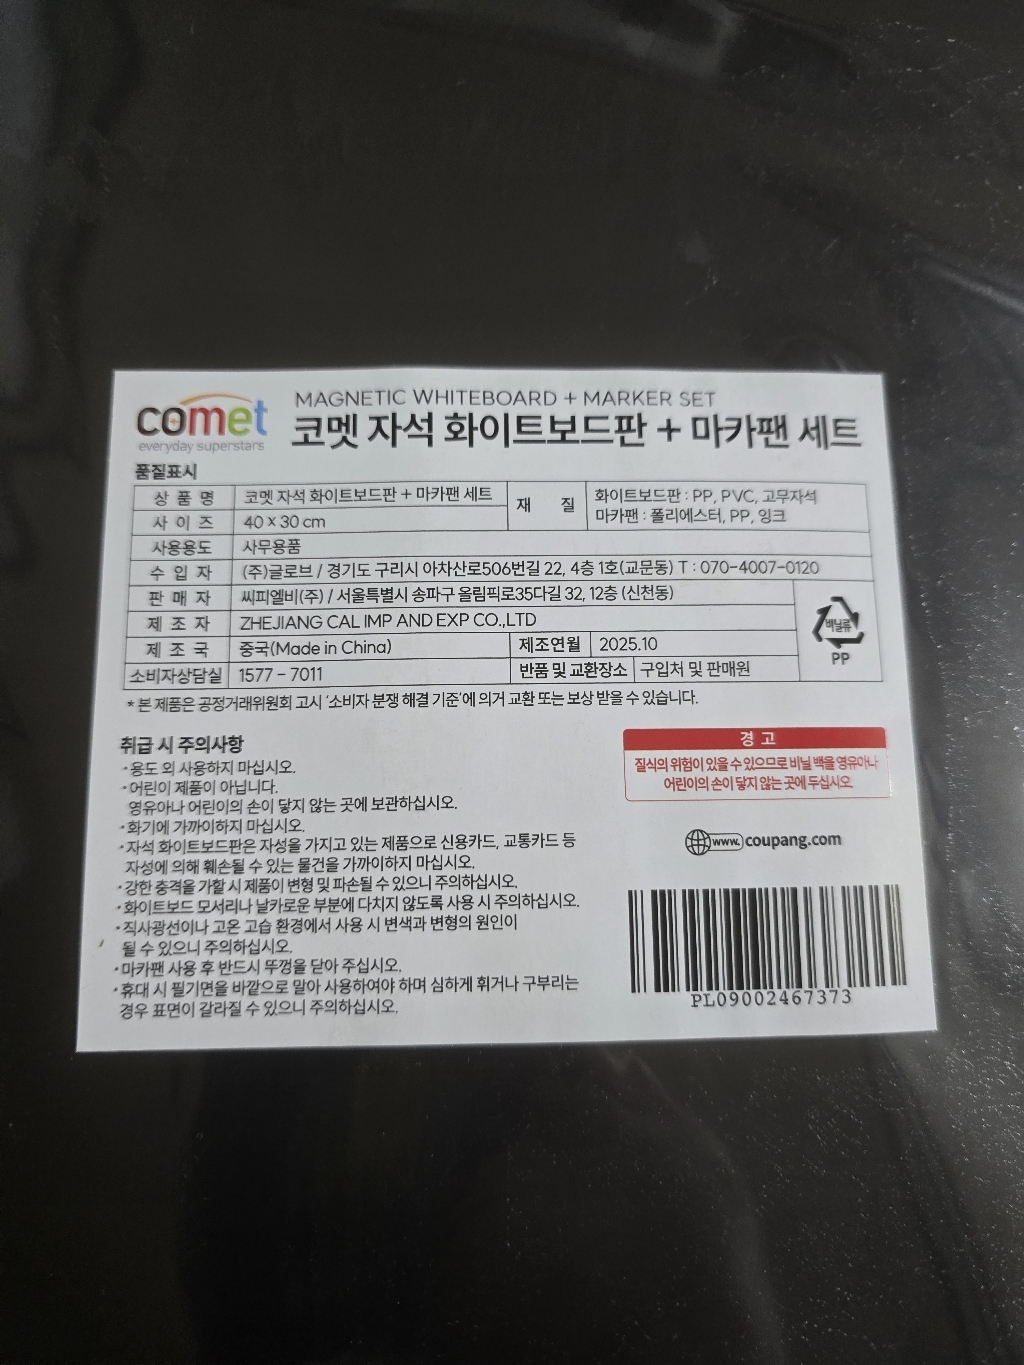 comet
everyday superstars
MAGNETIC WHITEBOARD + MARKER SET
코멧 자석 화이트보드판 + 마카팬 세트
품질표시
상 품 명 코멧 자석 화이트보드판 + 마카팬 세트
재 질 화이트보드판 : PP, PVC, 고무자석
마카팬 : 폴리에스터, PP, 잉크
사 이 즈 40 x 30 cm
사용용도 사무용품
수 입 자 (주)글로브 / 경기도 구리시 아차산로506번길 22, 4층 1호(교문동) T : 070-4007-0120
판 매 자 씨피엘비(주) / 서울특별시 송파구 올림픽로35다길 32, 12층 (신천동)
제 조 자 ZHEJIANG CAL IMP AND EXP CO.,LTD
제 조 국 중국(Made in China) 제조연월 2025.10
소비자상담실 1577 - 7011 반품 및 교환장소 구입처 및 판매원
비닐류
PP
* 본 제품은 공정거래위원회 고시 '소비자 분쟁 해결 기준'에 의거 교환 또는 보상 받을 수 있습니다.
취급 시 주의사항
·용도 외 사용하지 마십시오.
·어린이 제품이 아닙니다.
영유아나 어린이의 손이 닿지 않는 곳에 보관하십시오.
·화기에 가까이하지 마십시오.
·자석 화이트보드판은 자성을 가지고 있는 제품으로 신용카드, 교통카드 등
자성에 의해 훼손될 수 있는 물건을 가까이하지 마십시오.
·강한 충격을 가할 시 제품이 변형 및 파손될 수 있으니 주의하십시오.
·화이트보드 모서리나 날카로운 부분에 다치지 않도록 사용 시 주의하십시오.
·직사광선이나 고온 고습 환경에서 사용 시 변색과 변형의 원인이
될 수 있으니 주의하십시오.
·마카팬 사용 후 반드시 뚜껑을 닫아 주십시오.
·휴대 시 필기면을 바깥으로 말아 사용하여야 하며 심하게 휘거나 구부리는
경우 표면이 갈라질 수 있으니 주의하십시오.
경 고
질식의 위험이 있을 수 있으므로 비닐 백을 영유아나
어린이의 손이 닿지 않는 곳에 두십시오.
www. coupang.com
PL09002467373